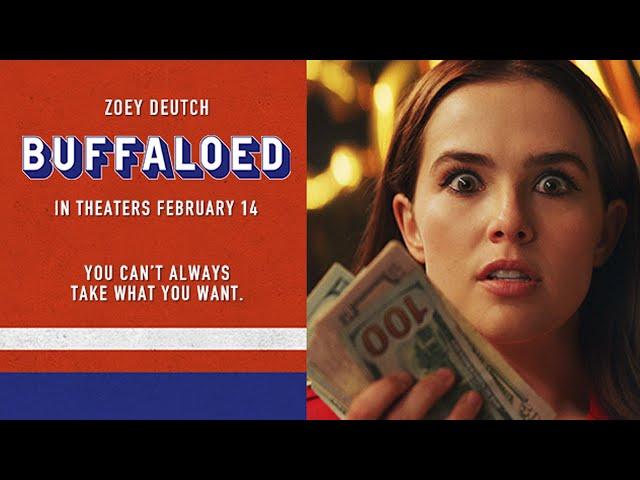 ZOEY DEUTCH
BUFFALOED
IN THEATERS FEBRUARY 14
YOU CAN'T ALWAYS
TAKE WHAT YOU WANT.
100